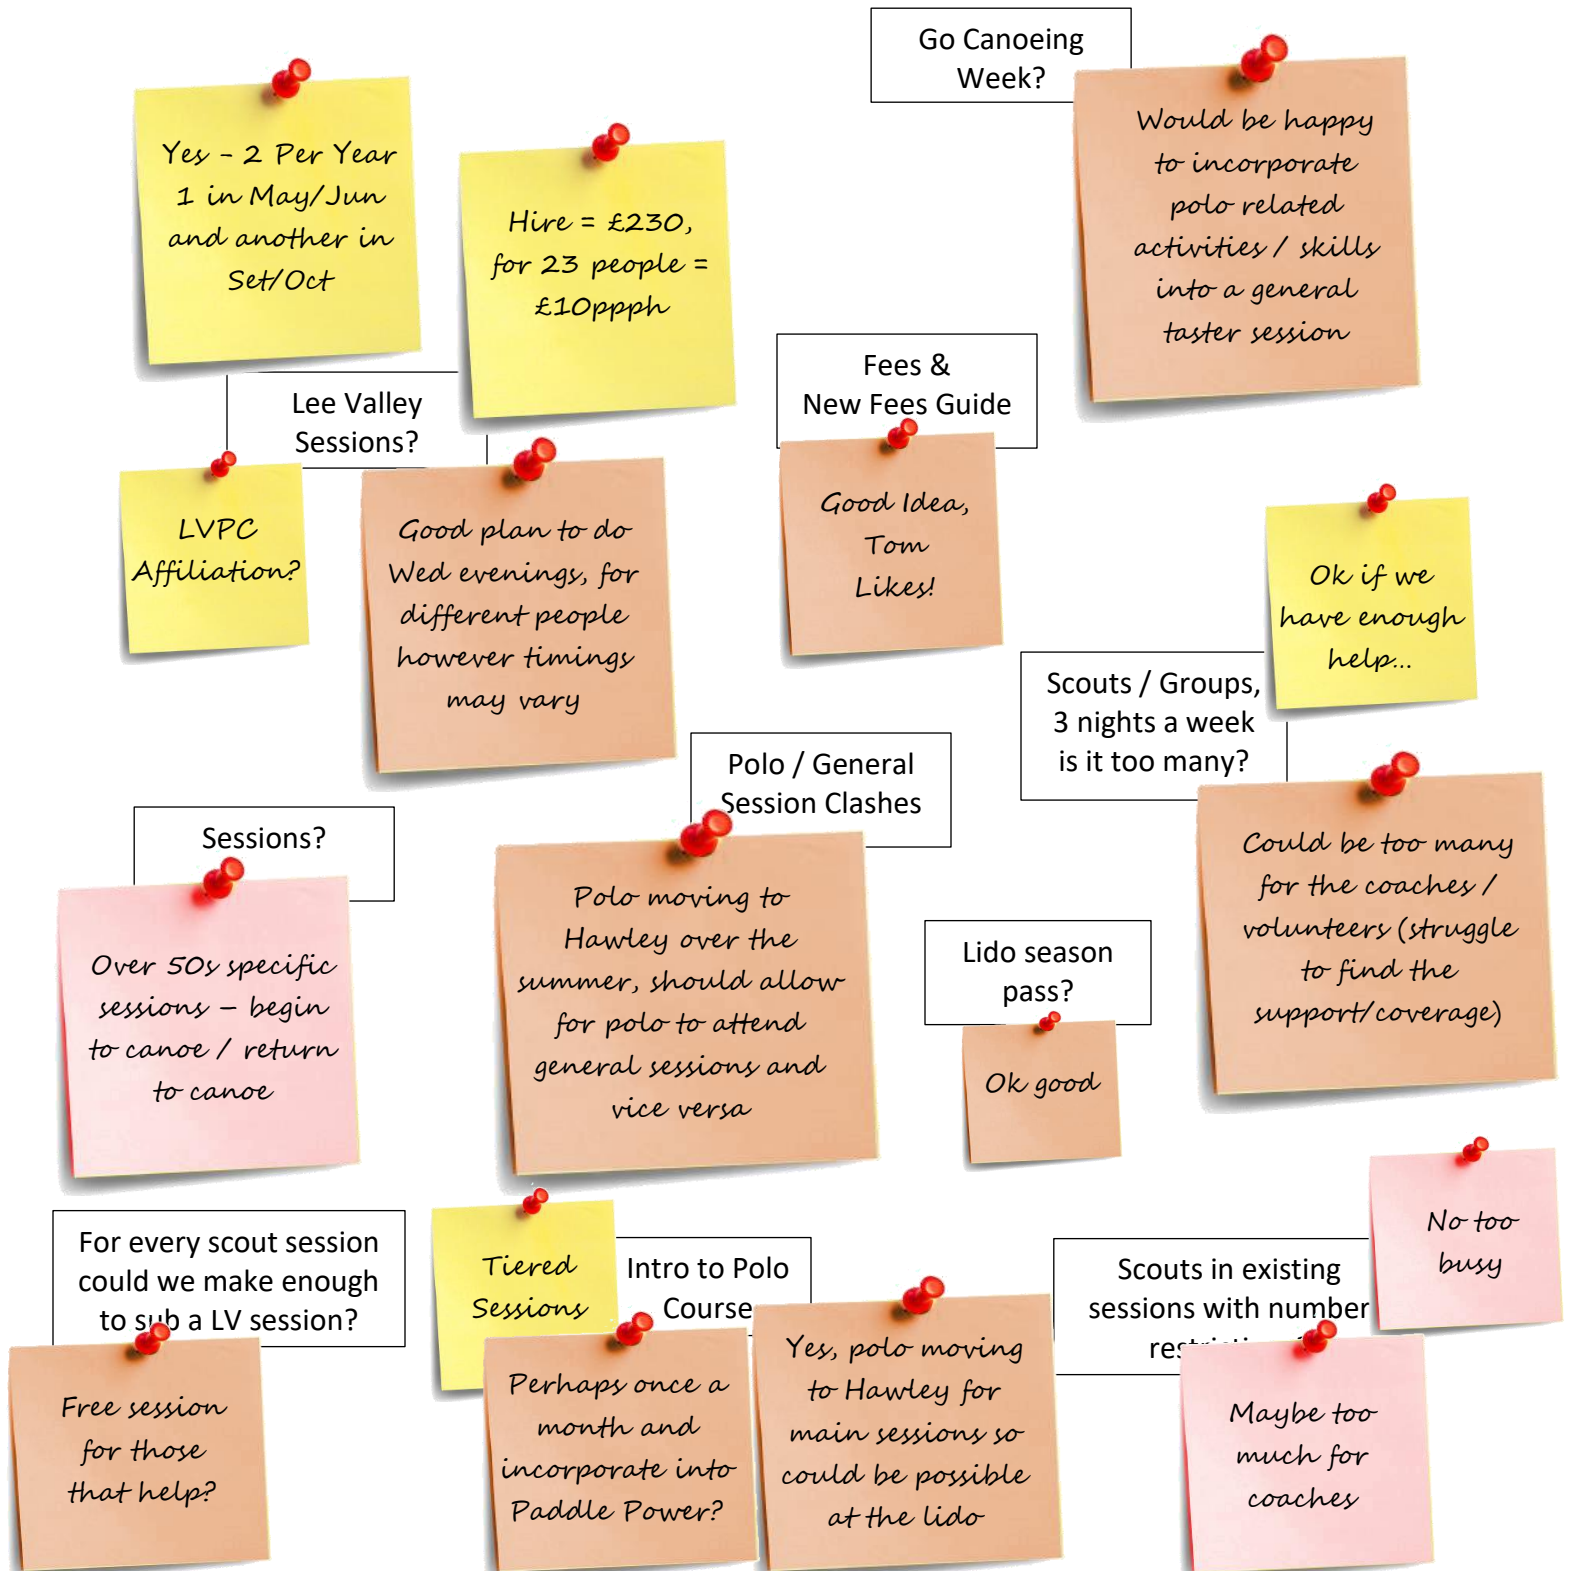 Go Canoeing
Week?
Would be happy
to incorporate
polo related
activities / skills
into a general
taster session
Yes - 2 Per Year
1 in May/Jun
and another in
Set/Oct
Hire = £230,
for 23 people =
£10ppph
Lee Valley
Sessions?
LVPC
Affiliation?
Good plan to do
Wed evenings, for
different people
however timings
may vary
Fees &
New Fees Guide
Good Idea,
Tom
Likes!
Ok if we
have enough
help...
Scouts / Groups,
3 nights a week
is it too many?
Could be too many
for the coaches /
volunteers (struggle
to find the
support/coverage)
Polo / General
Session Clashes
Polo moving to
Hawley over the
summer, should allow
for polo to attend
general sessions and
vice versa
Sessions?
Over 50s specific
sessions – begin
to canoe / return
to canoe
Lido season
pass?
Ok good
For every scout session
could we make enough
to sub a LV session?
Free session
for those
that help?
Tiered
Sessions
Intro to Polo
Course
Perhaps once a
month and
incorporate into
Paddle Power?
Yes, polo moving
to Hawley for
main sessions so
could be possible
at the lido
Scouts in existing
sessions with number
No too
busy
Maybe too
much for
coaches